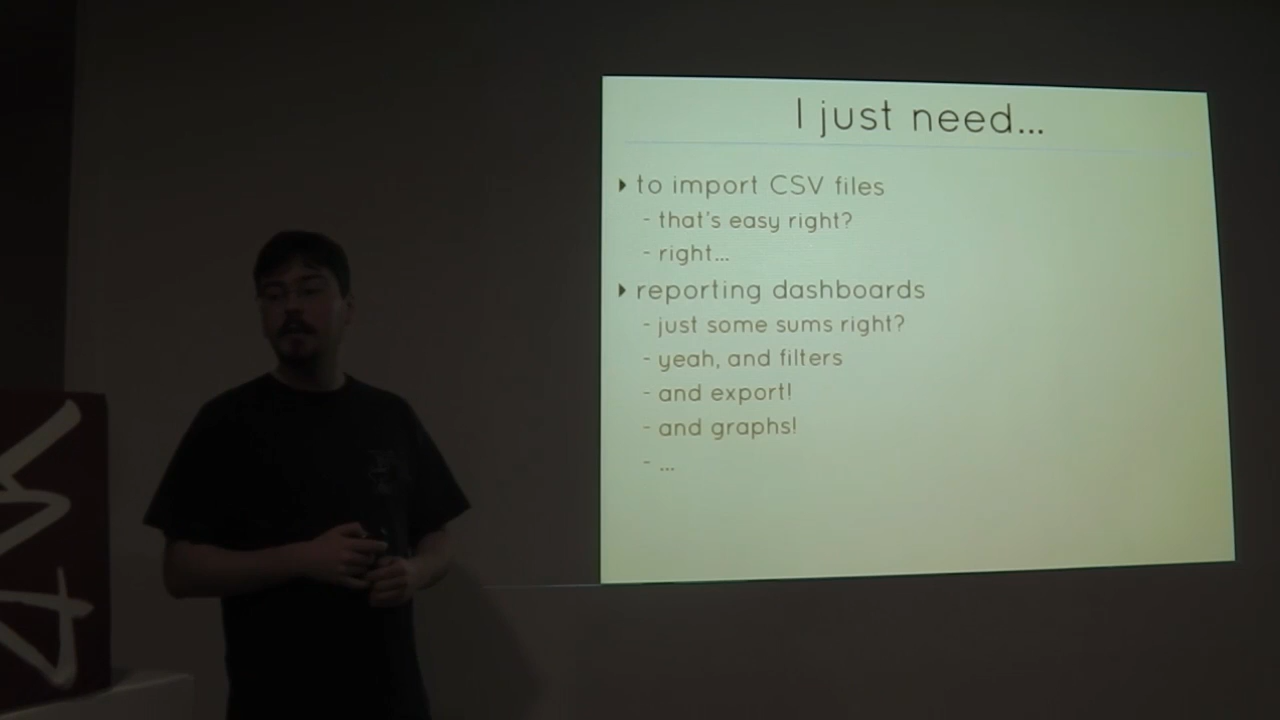 I just need...
to import CSV files
- that's easy right?
- right...
reporting dashboards
- just some sums right?
- yeah, and filters
- and export!
- and graphs!
- ...